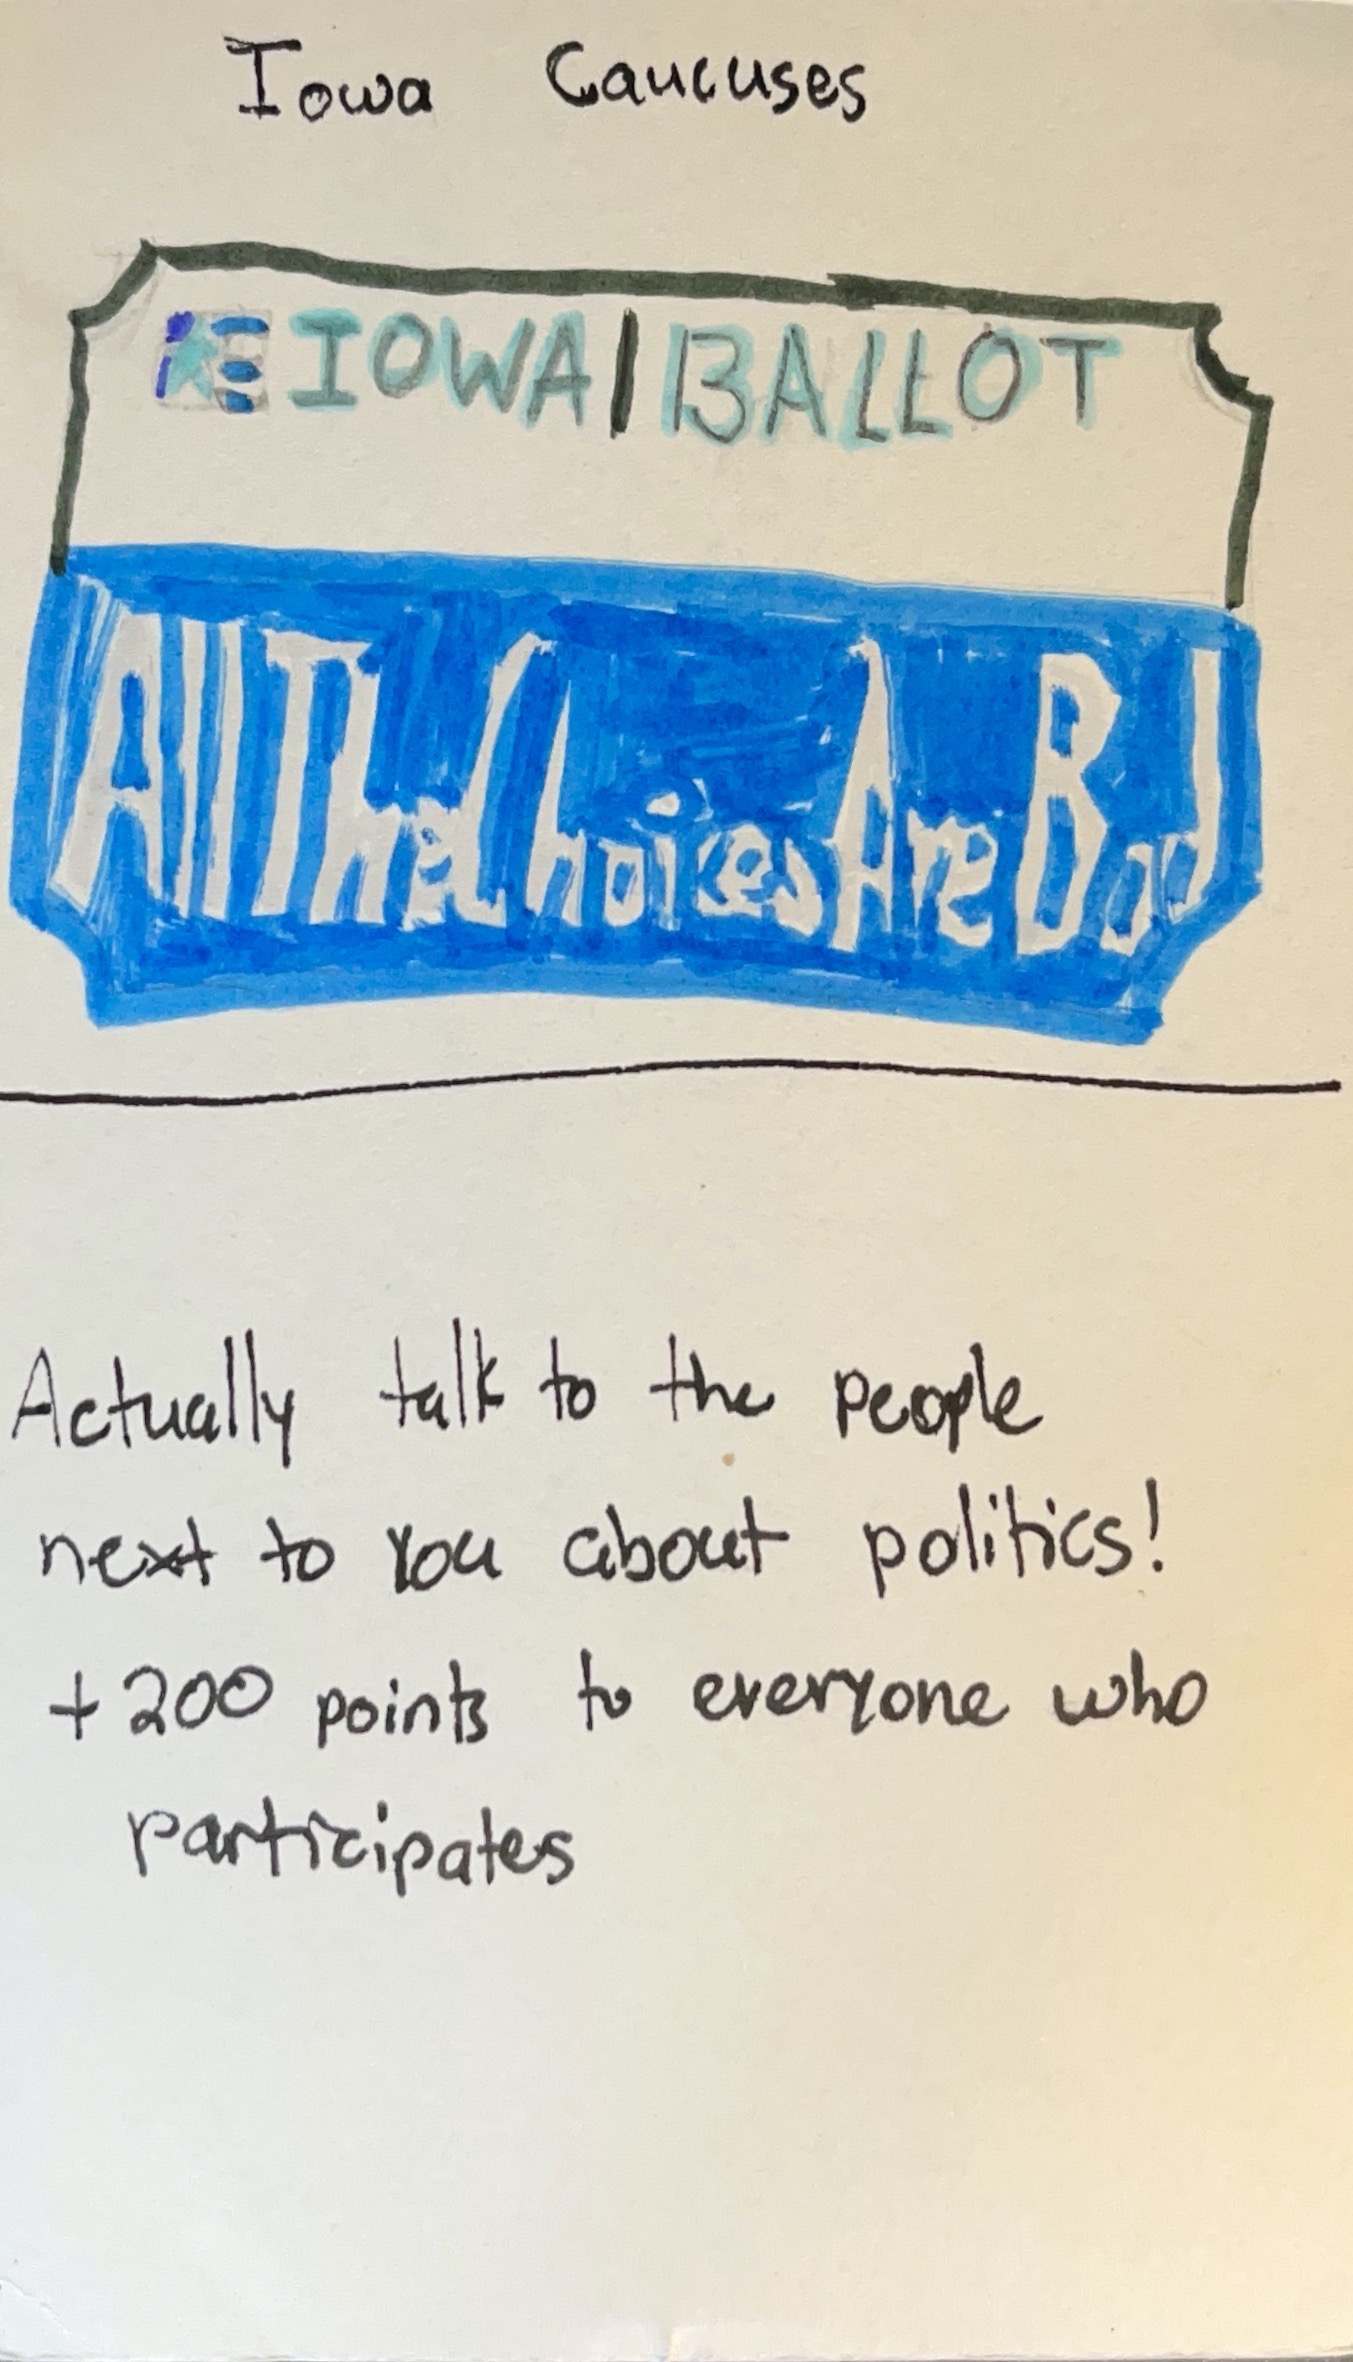 Iowa Caucuses
IOWA | BALLOT
All The Choices Are Bad
Actually talk to the people
next to you about politics!
+200 points to everyone who
participates